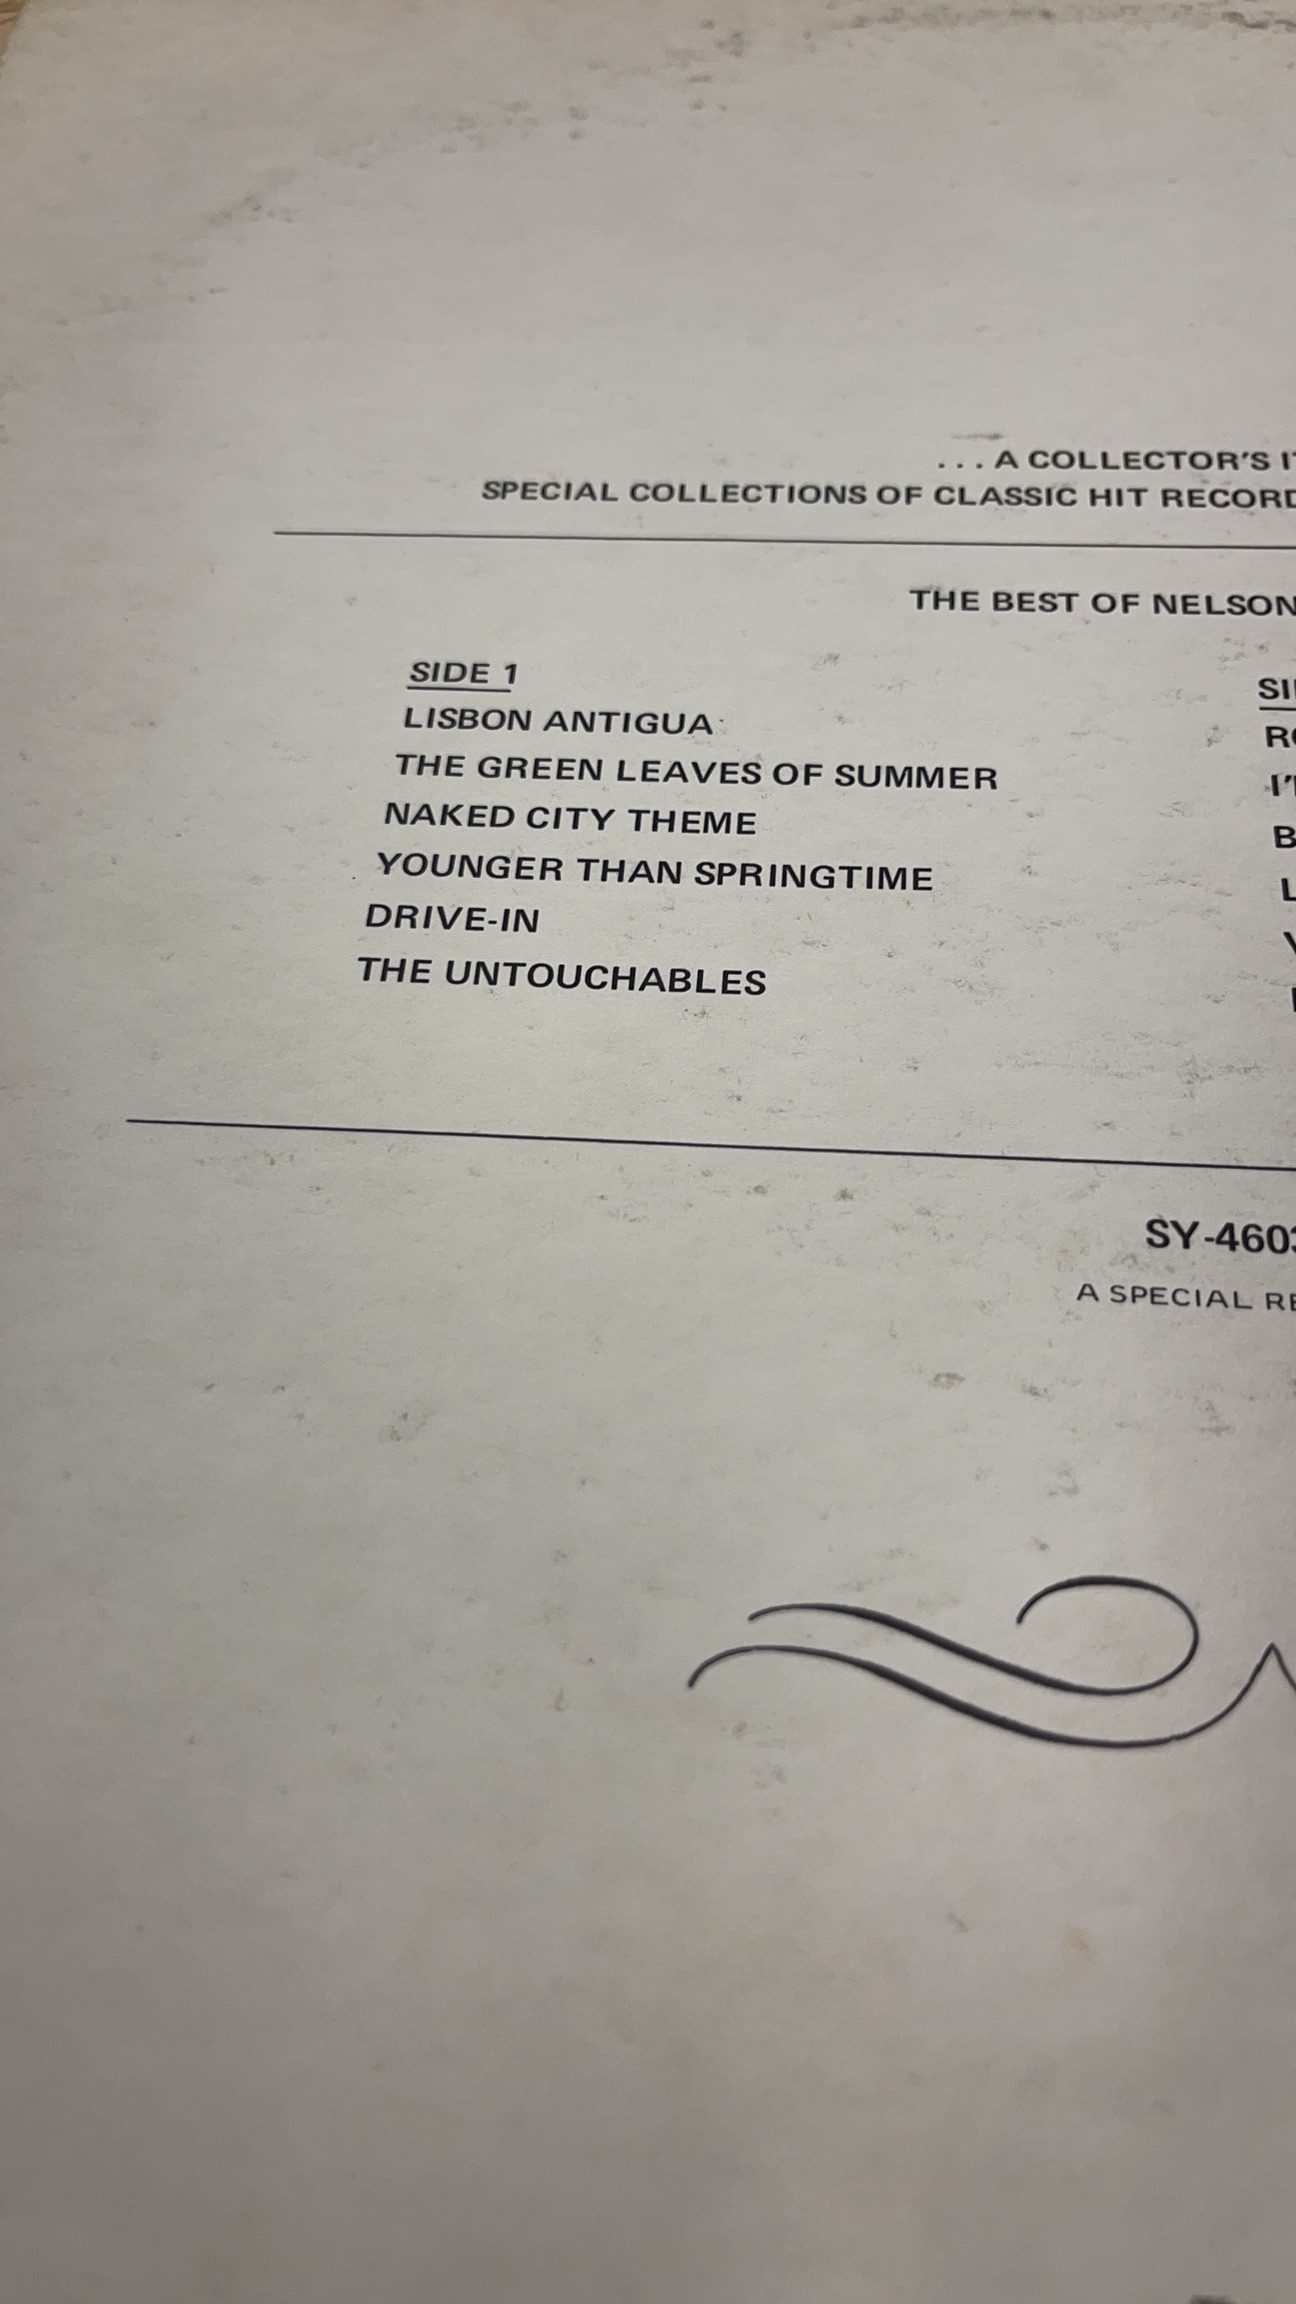 ... A COLLECTOR'S
SPECIAL COLLECTIONS OF CLASSIC HIT
THE BEST OF NELSON
SIDE 1
LISBON ANTIGUA
THE GREEN LEAVES OF SUMMER
NAKED CITY THEME
YOUNGER THAN SPRINGTIME
DRIVE-IN
THE UNTOUCHABLES
A SPECIAL